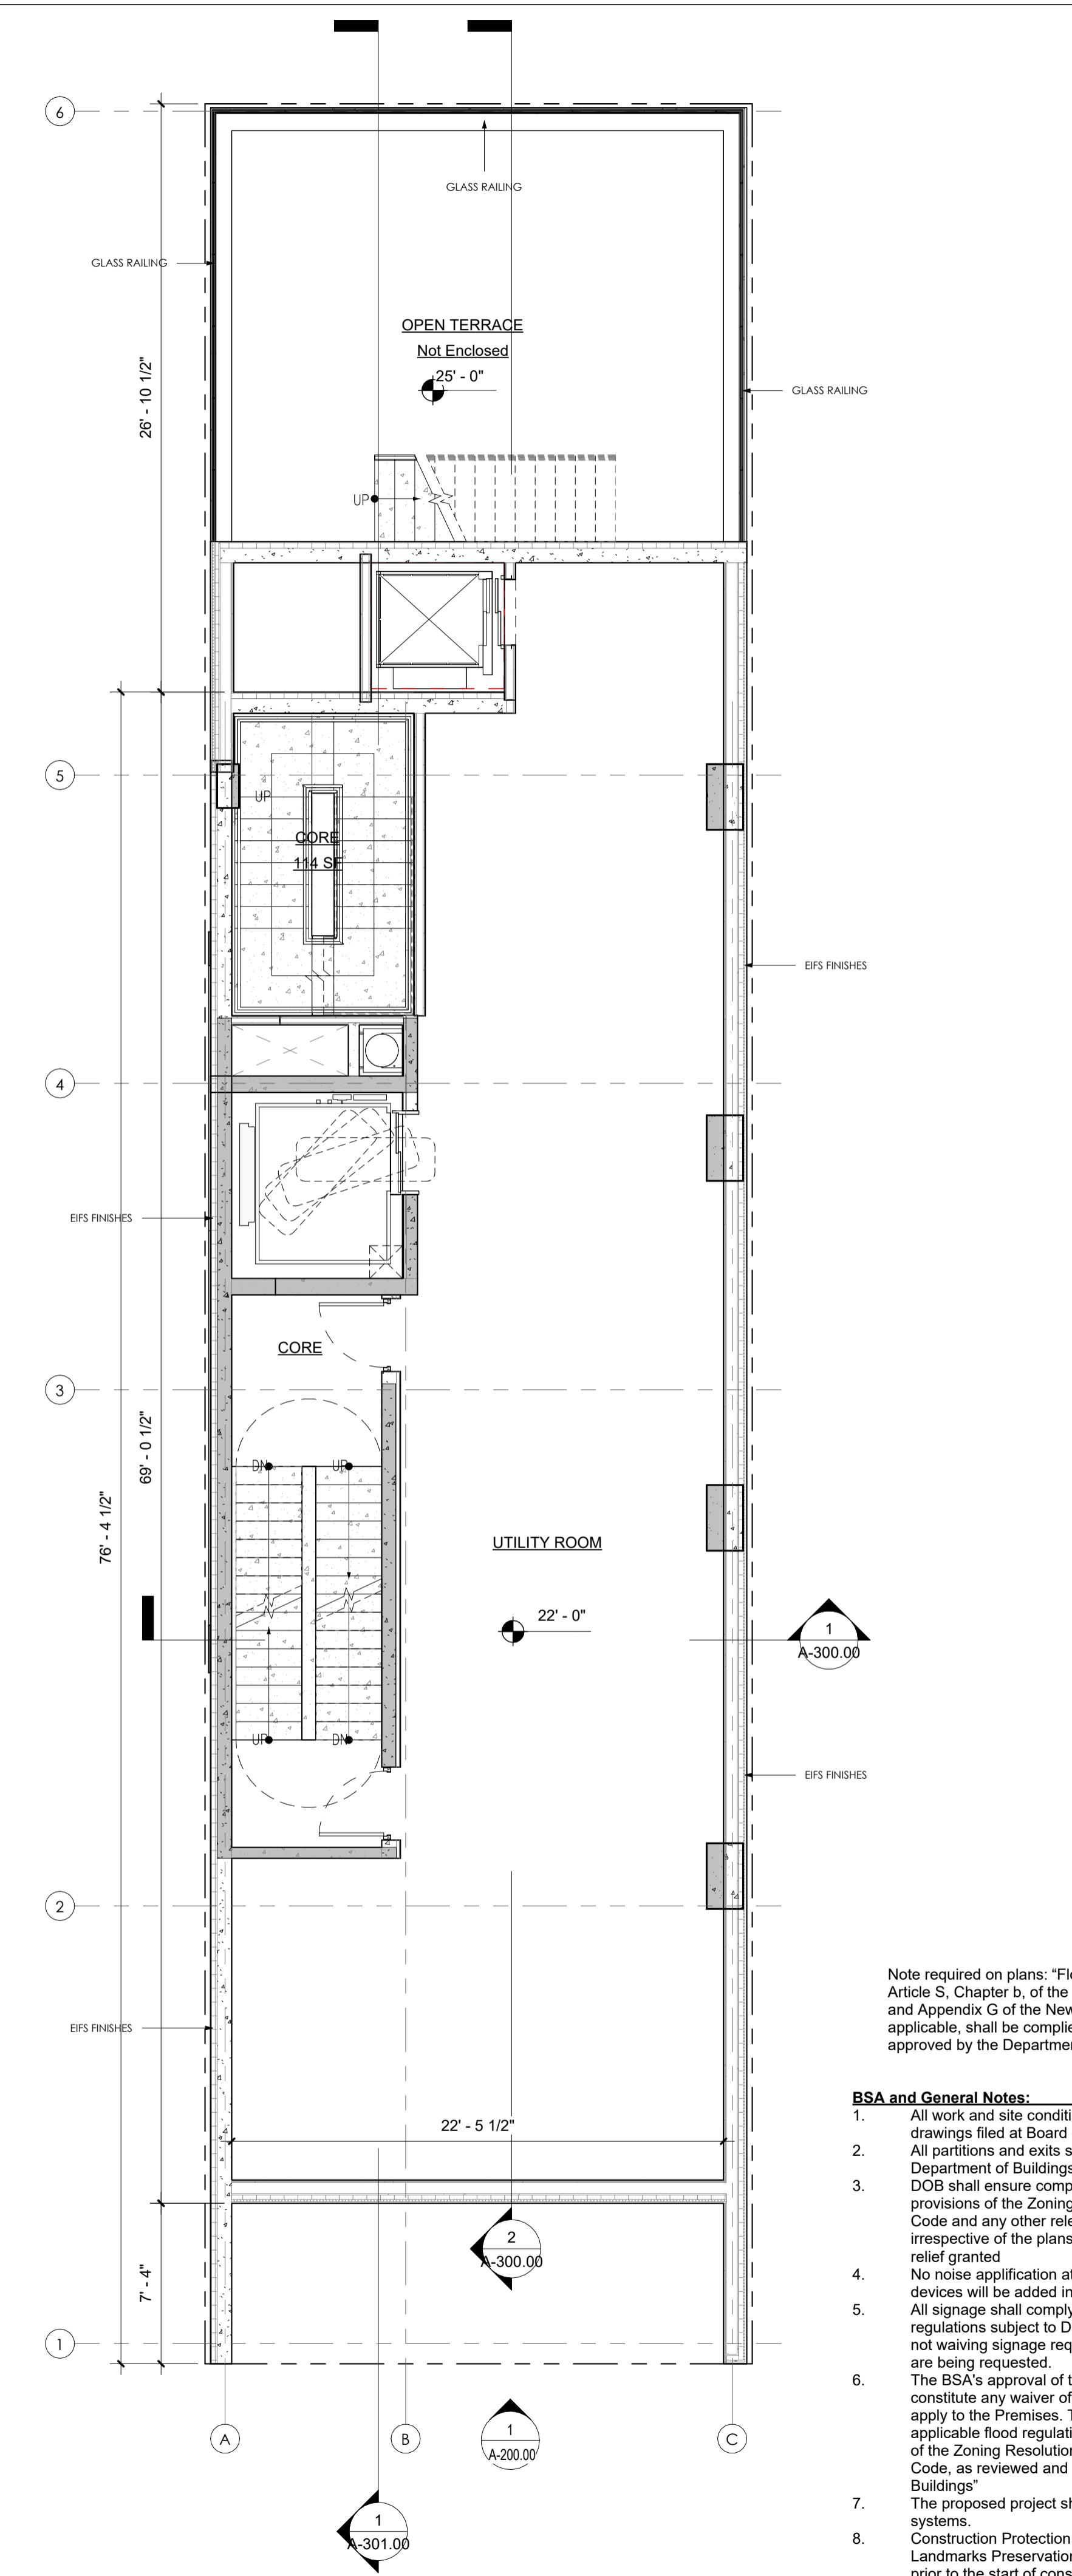 6
GLASS RAILING
GLASS RAILING
OPEN TERRACE
Not Enclosed
25' - 0"
26' - 10 1/2"
GLASS RAILING
UP
5
UP
CORE
114 SF
EIFS FINISHES
4
EIFS FINISHES
CORE
3
69' - 0 1/2"
76' - 4 1/2"
DN
UP
UTILITY ROOM
22' - 0"
1
A-300.00
UP
DN
EIFS FINISHES
2
EIFS FINISHES
22' - 5 1/2"
2
A-300.00
7' - 4"
1
A
B
C
1
A-200.00
1
A-301.00
Note required on plans: “Flo
Article S, Chapter b, of the
and Appendix G of the New
applicable, shall be complie
approved by the Departmen
BSA and General Notes:
1. All work and site conditi
drawings filed at Board
2. All partitions and exits s
Department of Buildings
3. DOB shall ensure comp
provisions of the Zoning
Code and any other rele
irrespective of the plans
relief granted
4. No noise applification at
devices will be added in
5. All signage shall comply
regulations subject to D
not waiving signage req
are being requested.
6. The BSA's approval of t
constitute any waiver of
apply to the Premises. T
applicable flood regulati
of the Zoning Resolution
Code, as reviewed and
Buildings”
7. The proposed project sh
systems.
8. Construction Protection
Landmarks Preservation
prior to the start of cons